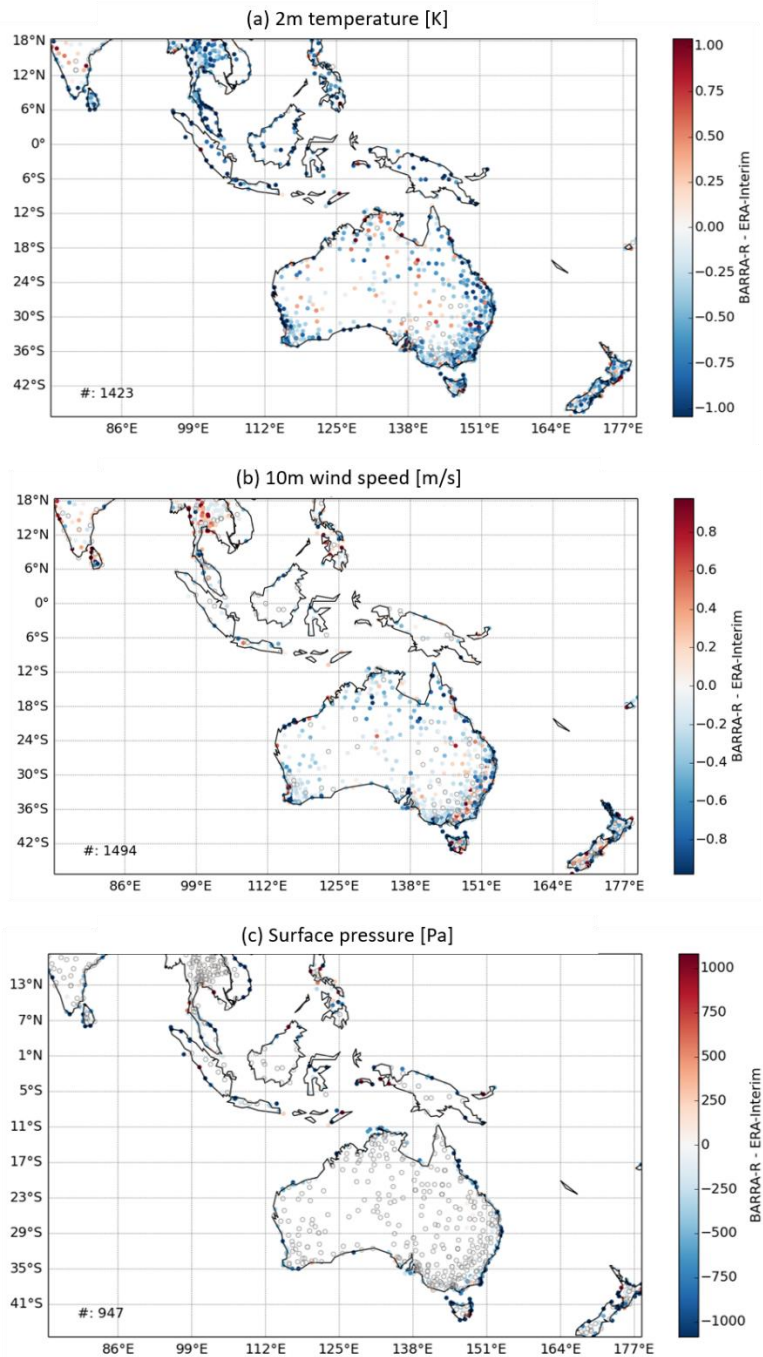 (a) 2m temperature [K]
18°N
12°N
6°N
0°
6°S
12°S
18°S
24°S
30°S
36°S
42°S
#: 1423
86°E 99°E 112°E 125°E 138°E 151°E 164°E 177°E
1.00
0.75
0.50
0.25
0.00
−0.25
−0.50
−0.75
−1.00
BARRA-R - ERA-Interim
(b) 10m wind speed [m/s]
18°N
12°N
6°N
0°
6°S
12°S
18°S
24°S
30°S
36°S
42°S
#: 1494
86°E 99°E 112°E 125°E 138°E 151°E 164°E 177°E
0.8
0.6
0.4
0.2
0.0
−0.2
−0.4
−0.6
−0.8
BARRA-R - ERA-Interim
(c) Surface pressure [Pa]
13°N
7°N
1°N
5°S
11°S
17°S
23°S
29°S
35°S
41°S
#: 947
86°E 99°E 112°E 125°E 138°E 151°E 164°E 177°E
1000
750
500
250
0
−250
−500
−750
−1000
BARRA-R - ERA-Interim